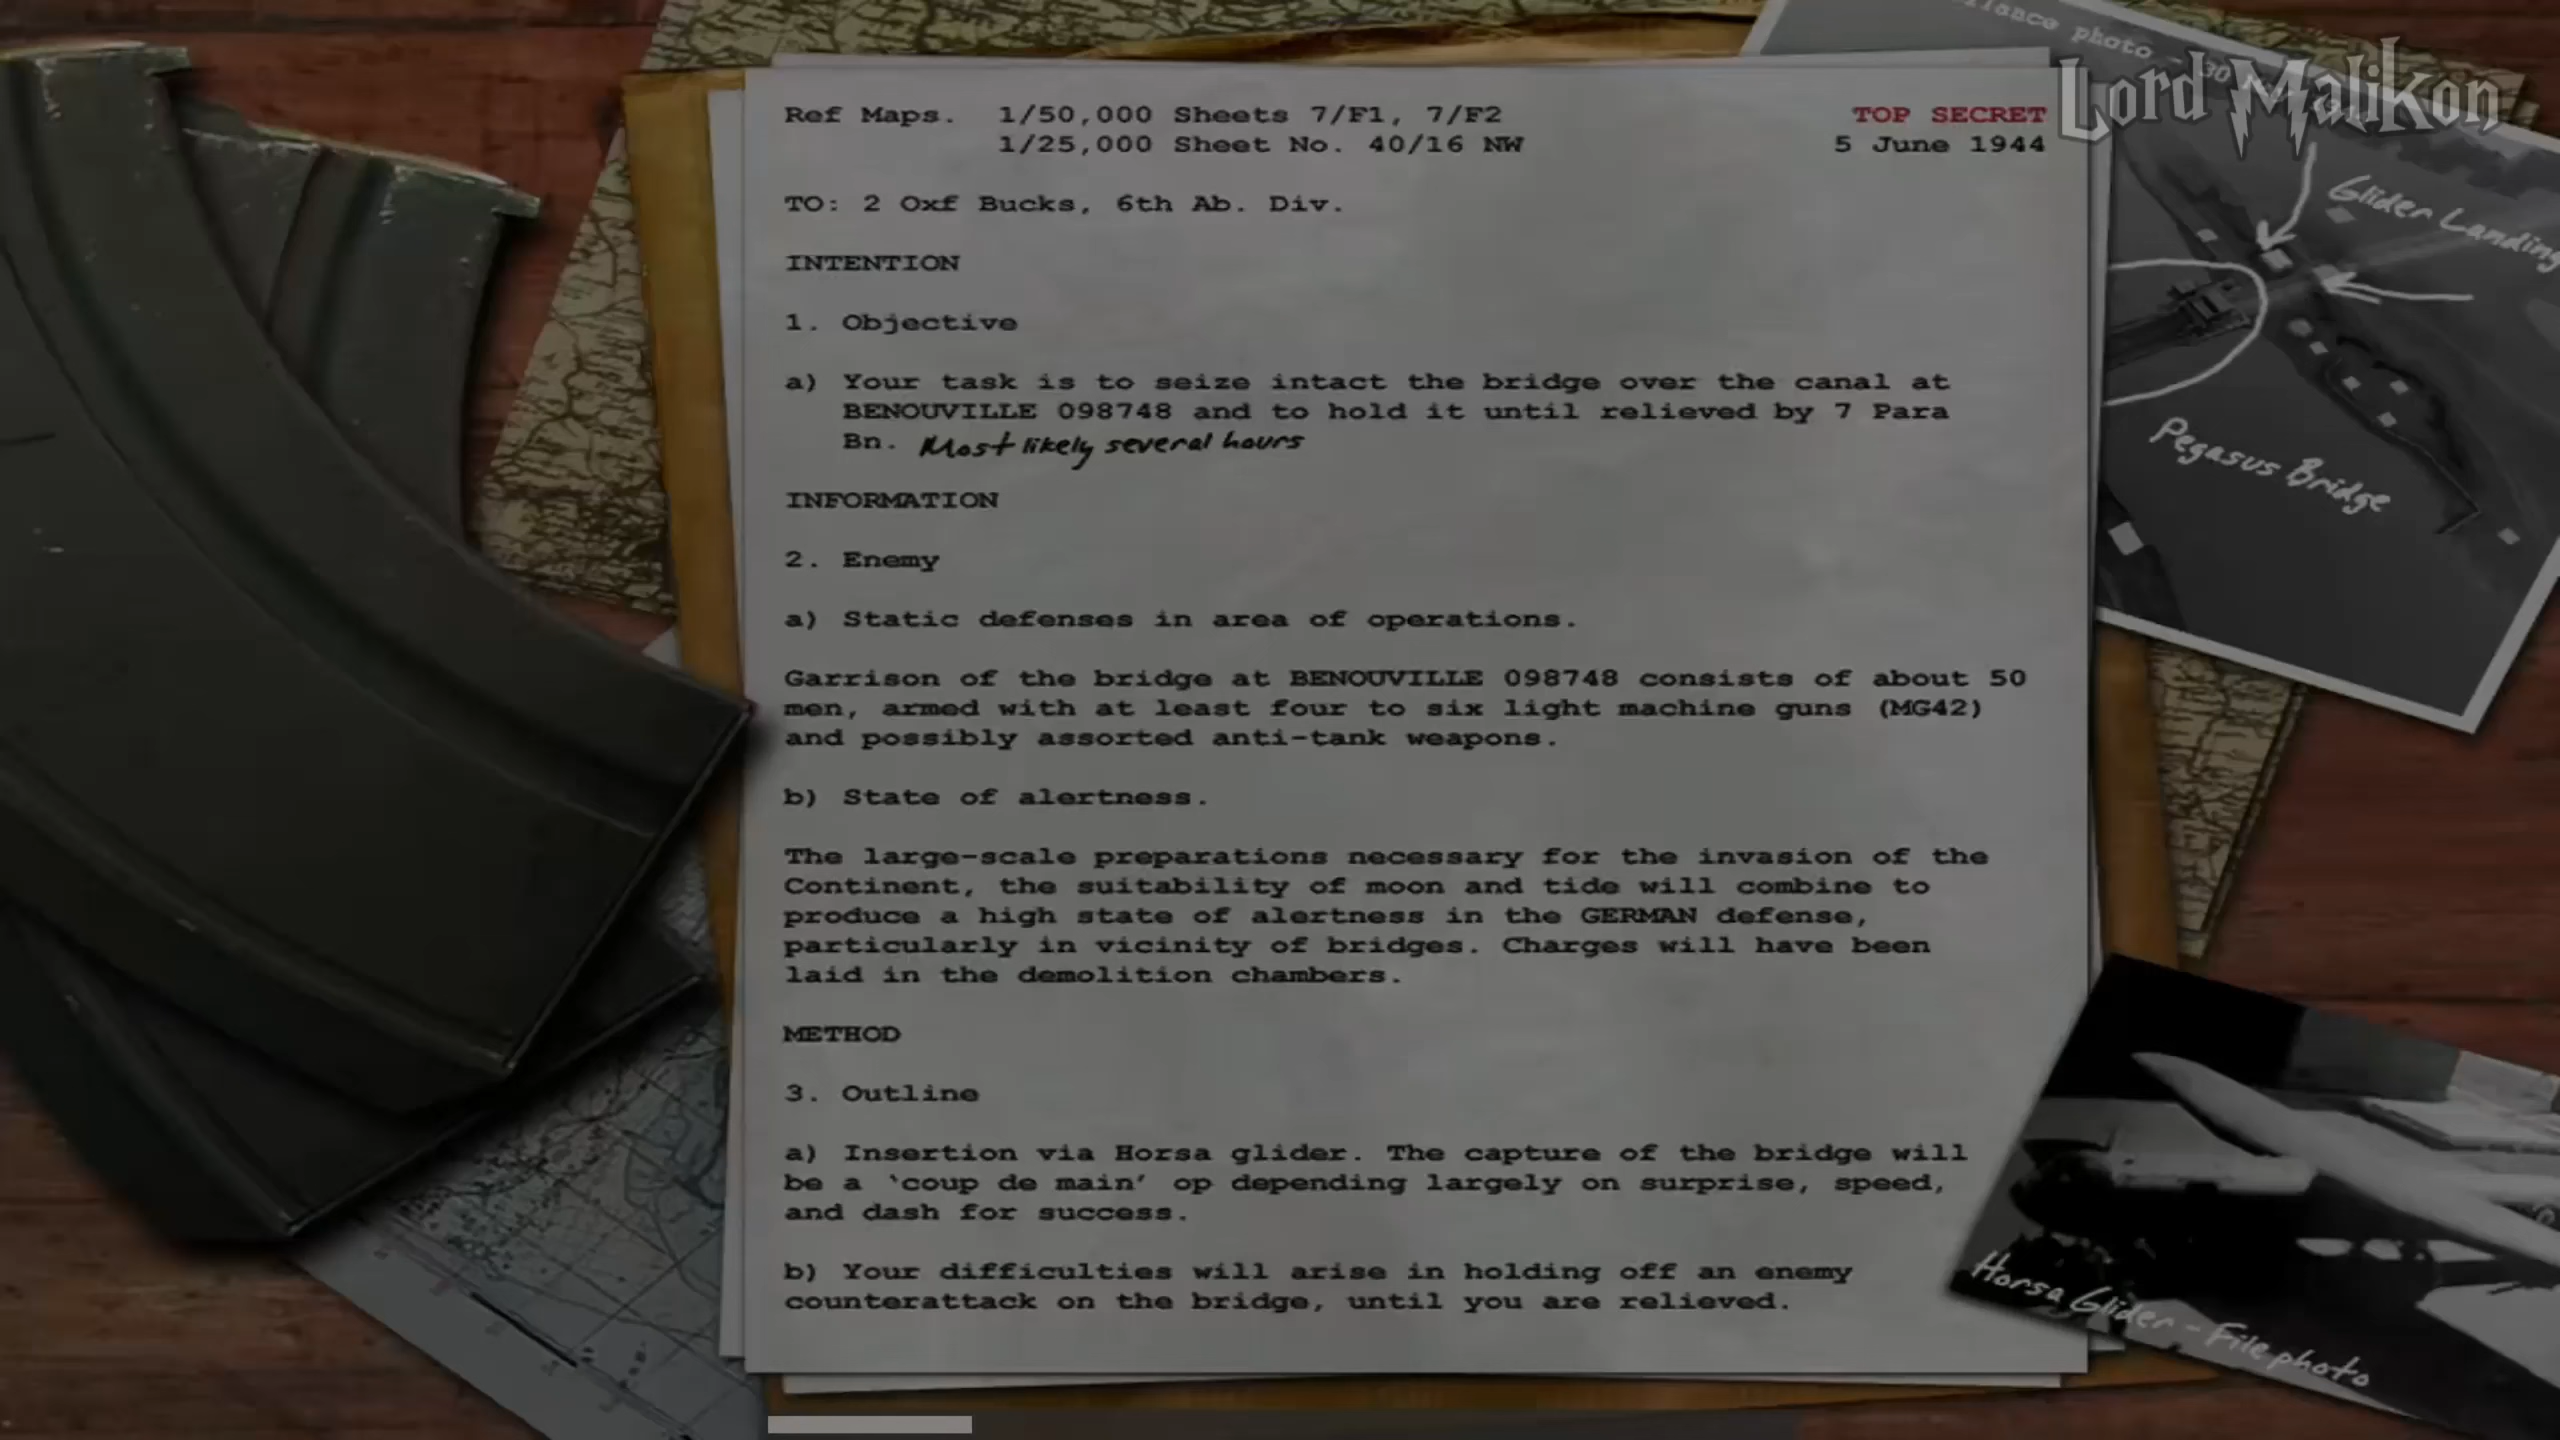 Ref Maps. 1/50,000 Sheets 7/F1, 7/F2
1/25,000 Sheet No. 40/16 NW
TOP SECRET
5 June 1944
TO: 2 Oxf Bucks, 6th Ab. Div.
INTENTION
1. Objective
a) Your task is to seize intact the bridge over the canal at
BENOUVILLE 098748 and to hold it until relieved by 7 Para
Bn. Most likely several hours
INFORMATION
2. Enemy
a) Static defenses in area of operations.
Garrison of the bridge at BENOUVILLE 098748 consists of about 50
men, armed with at least four to six light machine guns (MG42)
and possibly assorted anti-tank weapons.
b) State of alertness.
The large-scale preparations necessary for the invasion of the
Continent, the suitability of moon and tide will combine to
produce a high state of alertness in the GERMAN defense,
particularly in vicinity of bridges. Charges will have been
laid in the demolition chambers.
METHOD
3. Outline
a) Insertion via Horsa glider. The capture of the bridge will
be a 'coup de main' op depending largely on surprise, speed,
and dash for success.
b) Your difficulties will arise in holding off an enemy
counterattack on the bridge, until you are relieved.
photo - 30
Lord Malikon
Glider Landing
Pegasus Bridge
Horsa Glider - File photo